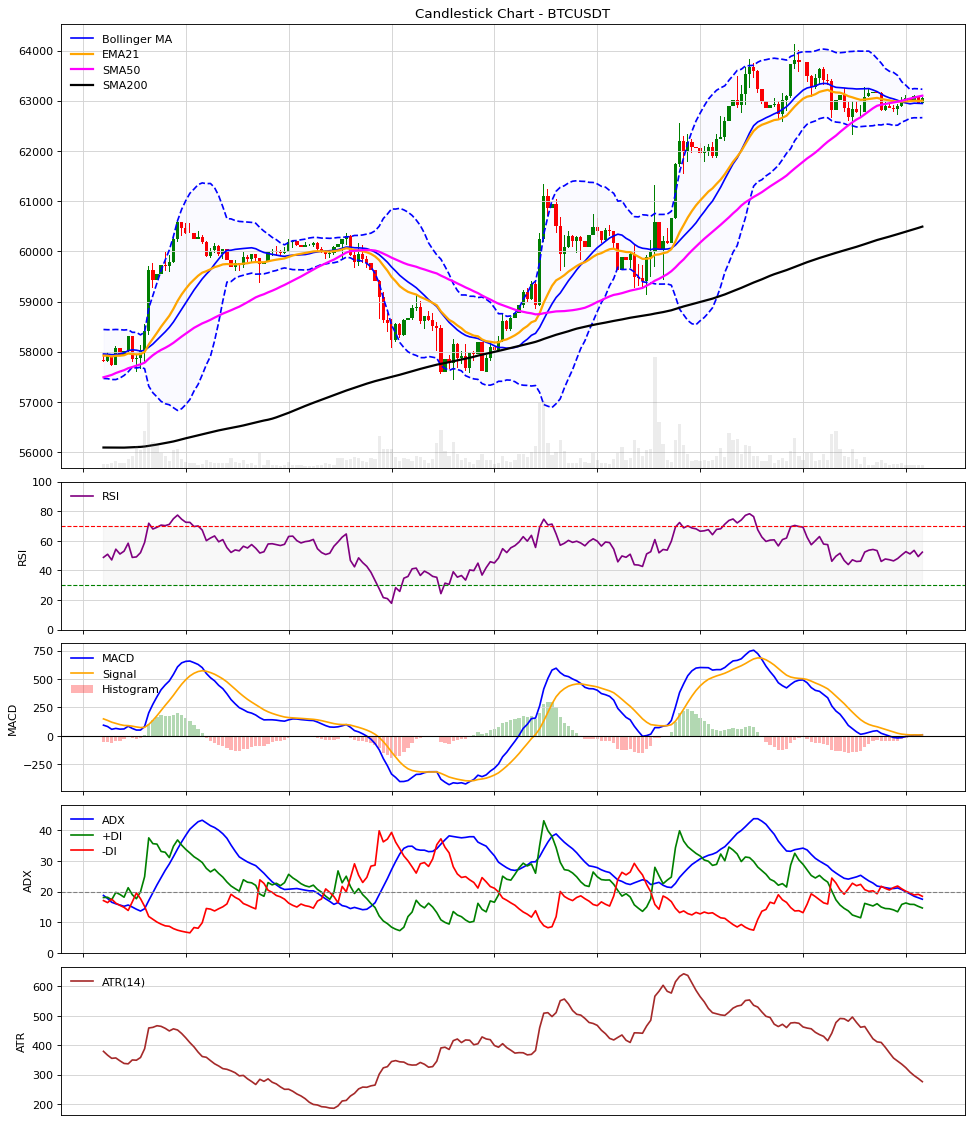 Candlestick Chart - BTCUSDT
Bollinger MA
EMA21
SMA50
SMA200
64000
63000
62000
61000
60000
59000
58000
57000
56000
RSI
RSI
100
80
60
40
20
0
MACD
Signal
Histogram
MACD
750
500
250
0
−250
ADX
+DI
-DI
ADX
40
30
20
10
0
ATR(14)
ATR
600
500
400
300
200